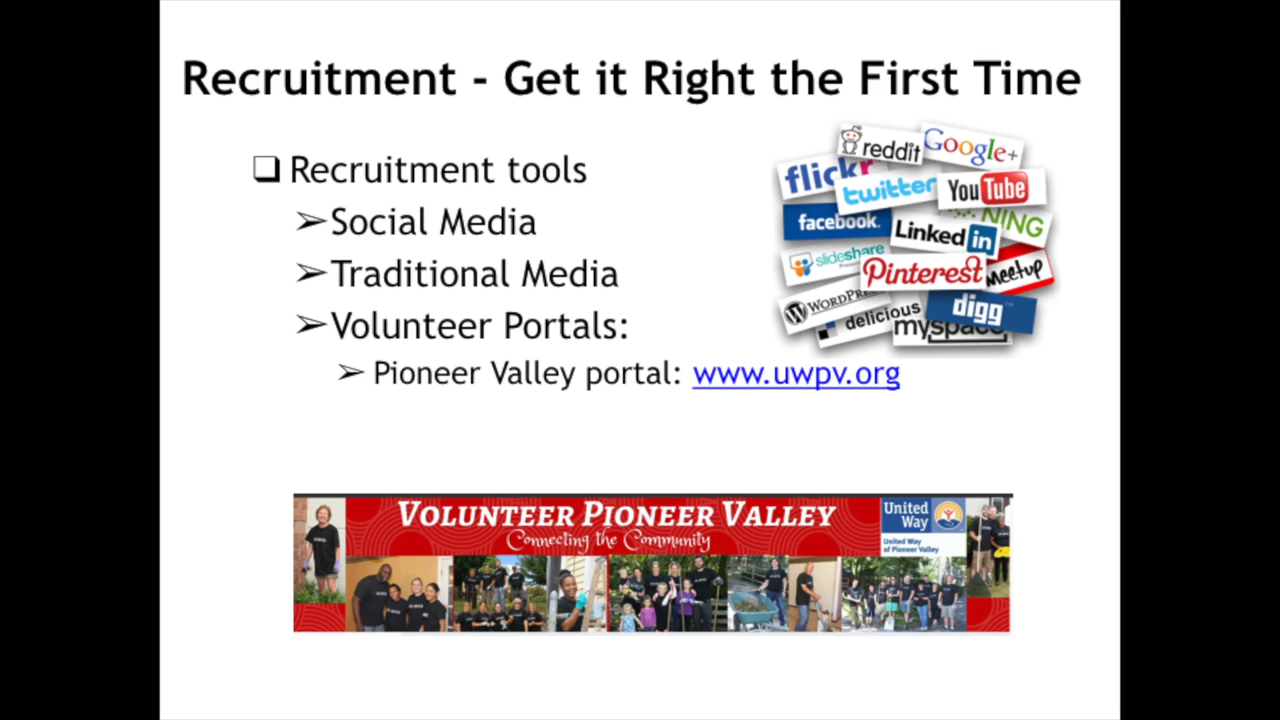 Recruitment - Get it Right the First Time
❑ Recruitment tools
➢Social Media
➢Traditional Media
➢Volunteer Portals:
➢ Pioneer Valley portal: www.uwpv.org
reddit
Google+
flickr
twitter
YouTube
facebook.
LinkedIn
NING
slideshare
Pinterest
Meetup
WORDPRESS
delicious
digg
myspace
VOLUNTEER PIONEER VALLEY
Connecting the Community
United
Way
United Way
of Pioneer Valley